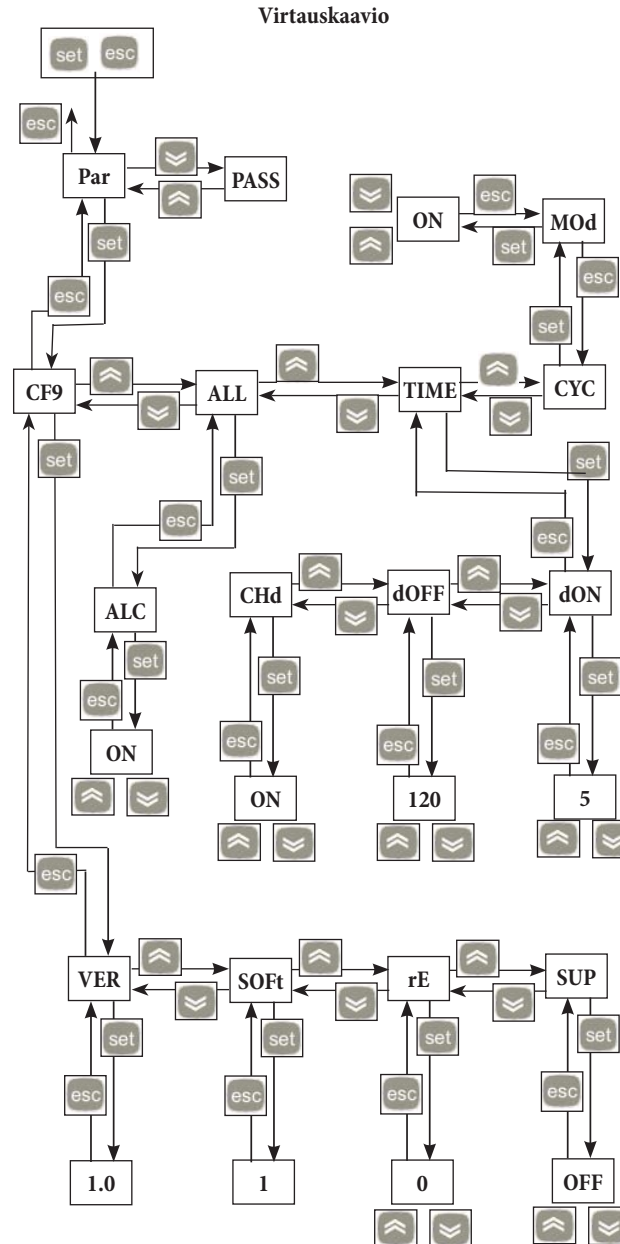 Virtauskaavio
set esc
esc
Par
PASS
set
esc
ON
esc
set
MOd
set
esc
CF9
ALL
TIME
CYC
set
set
set
esc
esc
ALC
CHd
dOFF
dON
set
esc
set
esc
set
esc
set
esc
ON
ON
120
5
esc
VER
SOFt
rE
SUP
set
esc
set
esc
set
esc
set
esc
1.0
1
0
OFF